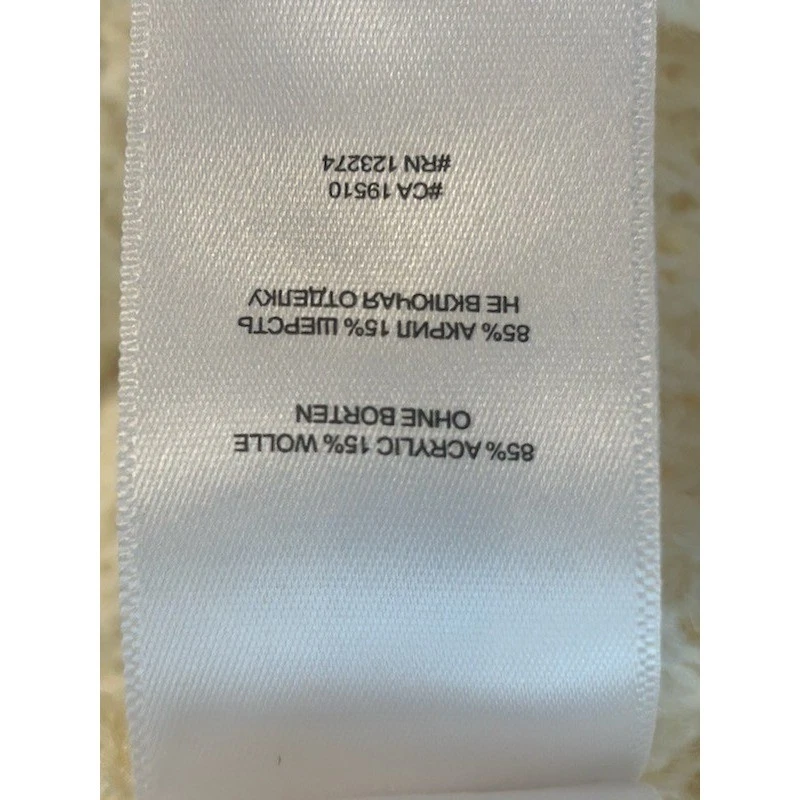 85% ACRYLIC 15% WOLLE
OHNE BORTEN
85% АКРИЛ 15% ШЕРСТЬ
НЕ ВКЛЮЧАЯ ОТДЕЛКУ
#CA 19510
#RN 123274